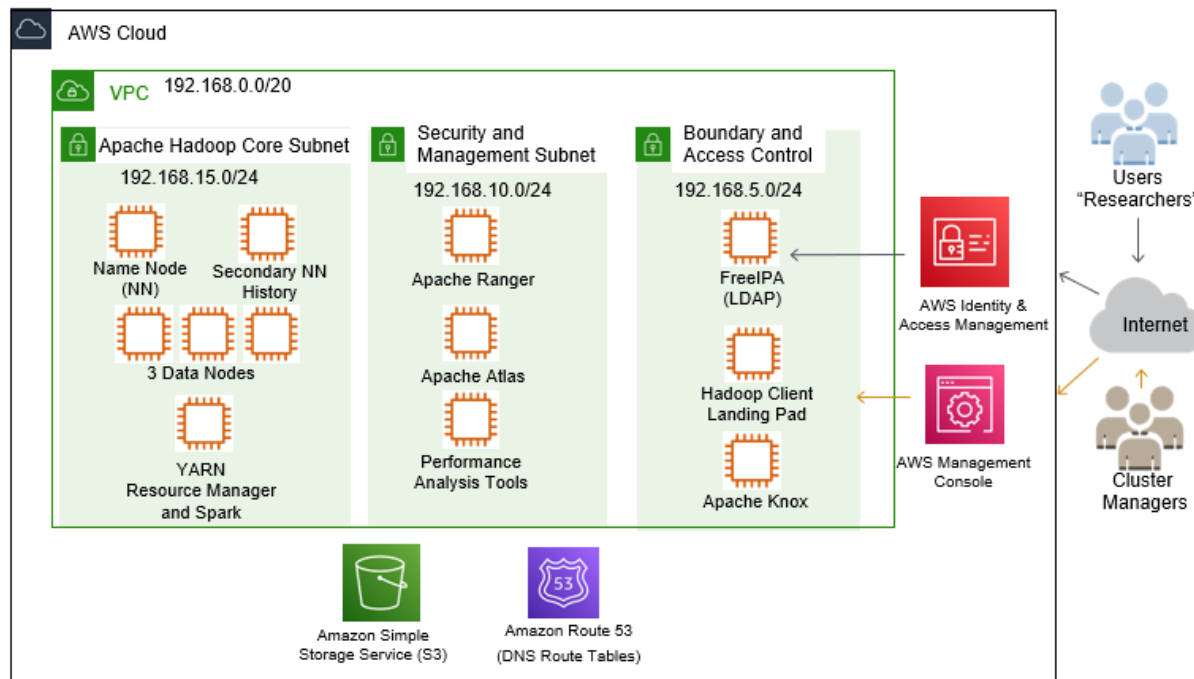 AWS Cloud
VPC 192.168.0.0/20
Apache Hadoop Core Subnet
192.168.15.0/24
Name Node
(NN)
Secondary NN
History
3 Data Nodes
YARN
Resource Manager
and Spark
Security and
Management Subnet
192.168.10.0/24
Apache Ranger
Apache Atlas
Performance
Analysis Tools
Boundary and
Access Control
192.168.5.0/24
FreeIPA
(LDAP)
Hadoop Client
Landing Pad
Apache Knox
AWS Identity &
Access Management
AWS Management
Console
Users
"Researchers"
Internet
Cluster
Managers
Amazon Simple
Storage Service (S3)
53
Amazon Route 53
(DNS Route Tables)